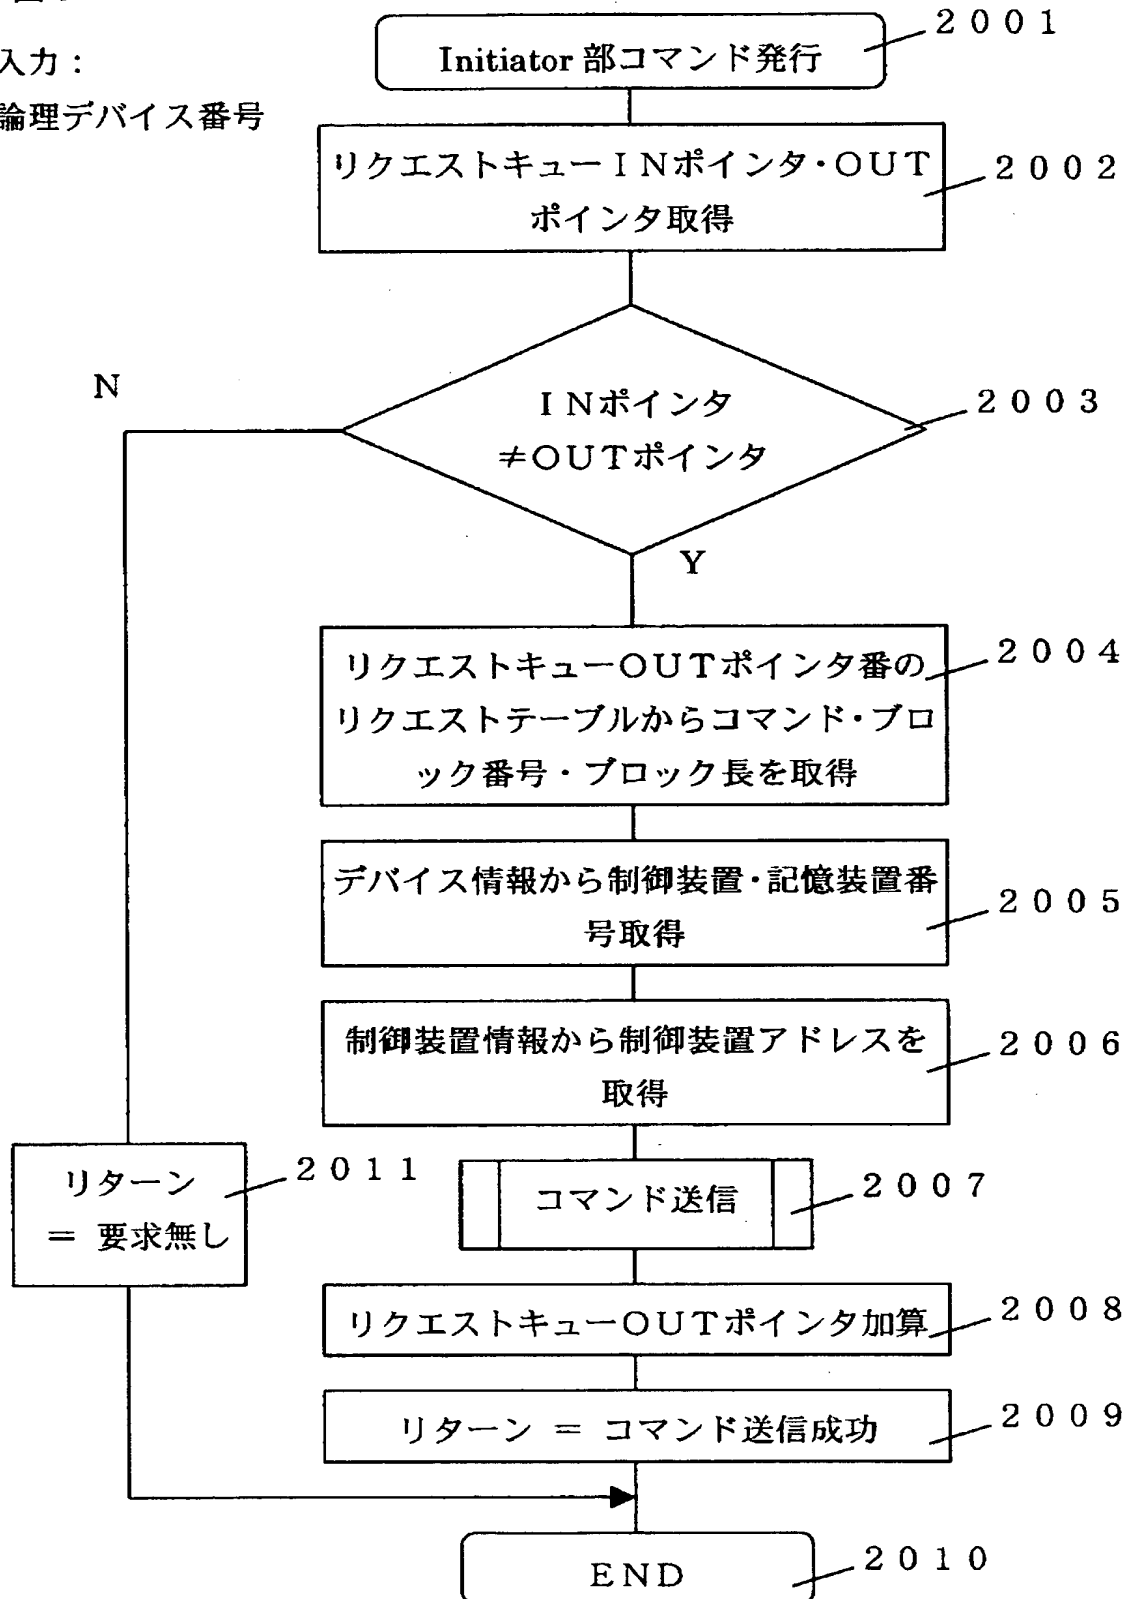 入力：
論理デバイス番号
Initiator 部コマンド発行
２００１
リクエストキューＩＮポインタ・ＯＵＴ
ポインタ取得
２００２
ＩＮポインタ
≠ＯＵＴポインタ
２００３
N
Y
リクエストキューＯＵＴポインタ番の
リクエストテーブルからコマンド・ブロ
ック番号・ブロック長を取得
２００４
デバイス情報から制御装置・記憶装置番
号取得
２００５
制御装置情報から制御装置アドレスを
取得
２００６
リターン
＝ 要求無し
２０１１
コマンド送信
２００７
リクエストキューＯＵＴポインタ加算
２００８
リターン ＝ コマンド送信成功
２００９
ＥＮＤ
２０１０